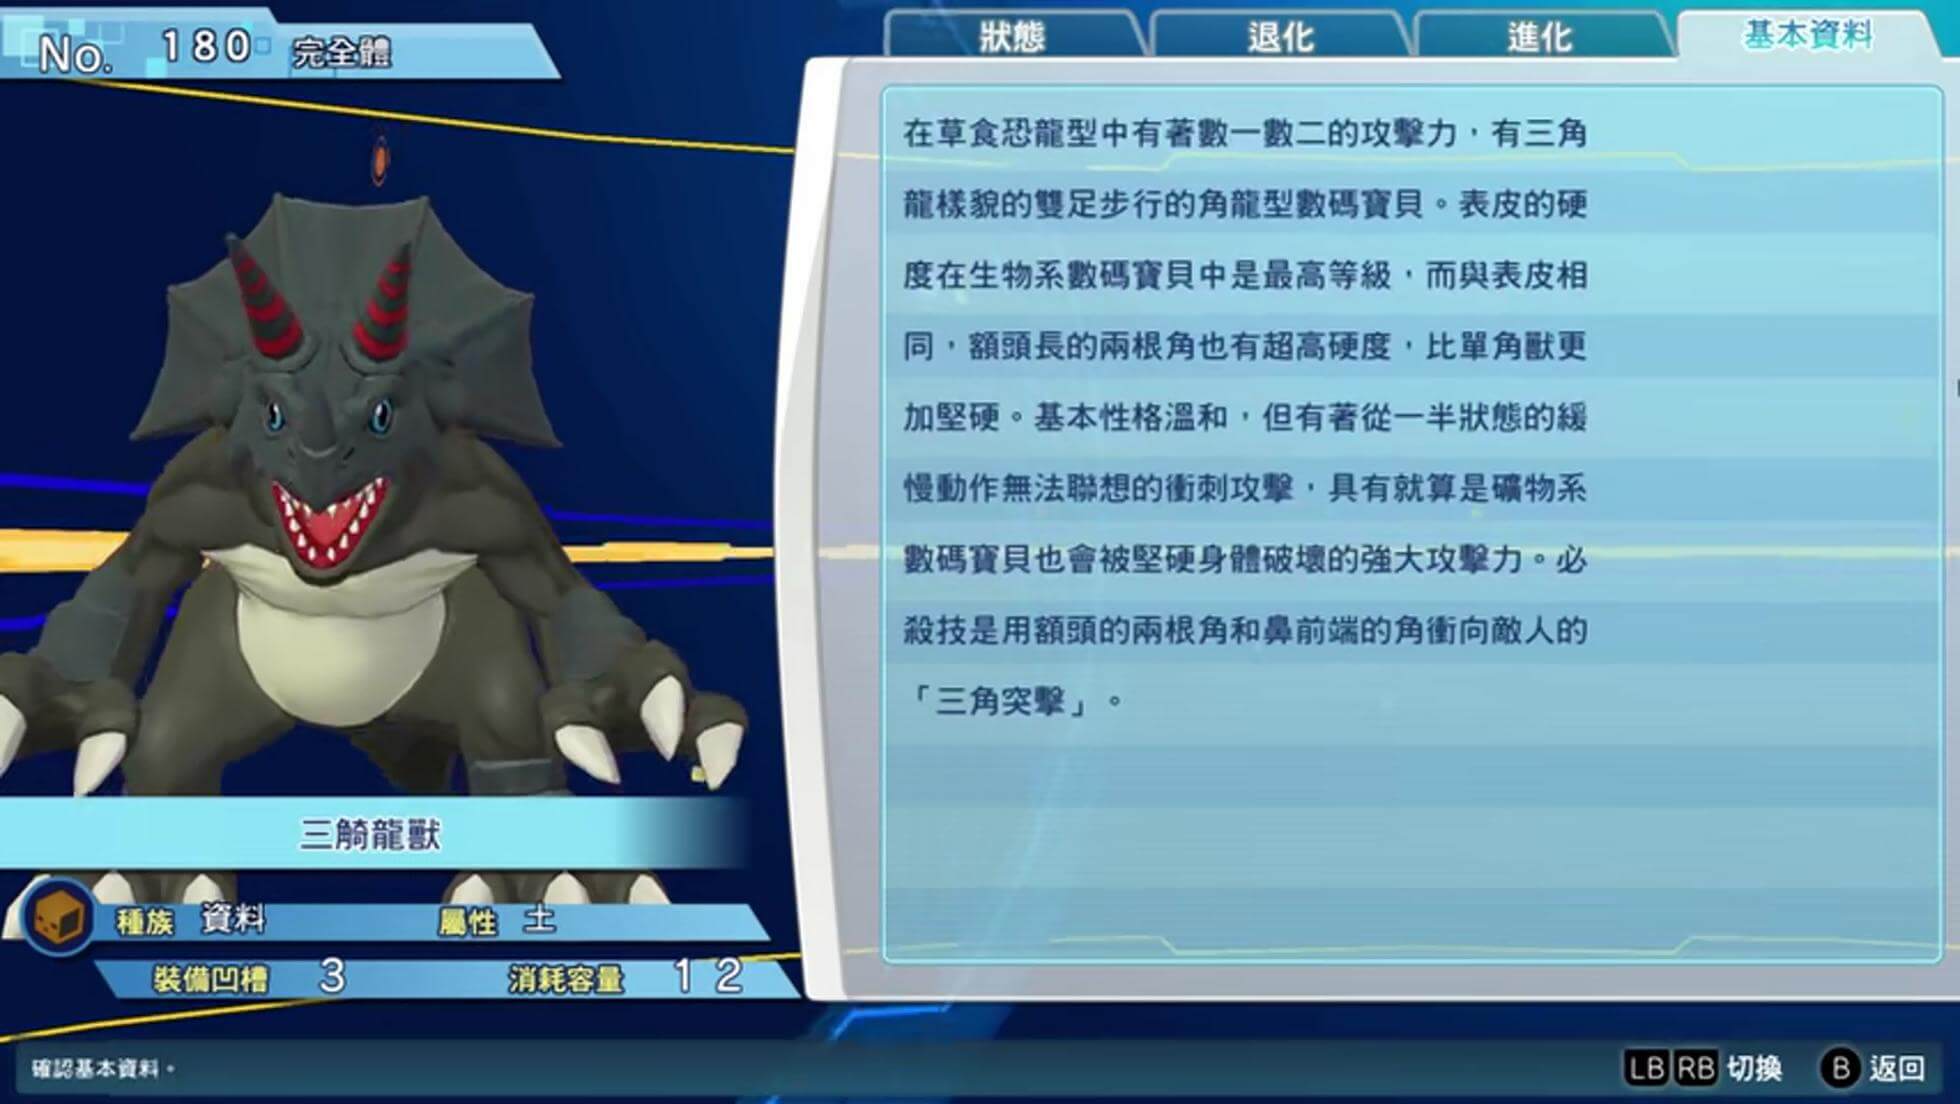 No. 180 完全體
狀態 退化 進化 基本資料
在草食恐龍型中有著數一數二的攻擊力，有三角
龍樣貌的雙足步行的角龍型數碼寶貝。表皮的硬
度在生物系數碼寶貝中是最高等級，而與表皮相
同，額頭長的兩根角也有超高硬度，比單角獸更
加堅硬。基本性格溫和，但有著從一半狀態的緩
慢動作無法聯想的衝刺攻擊，具有就算是礦物系
數碼寶貝也會被堅硬身體破壞的強大攻擊力。必
殺技是用額頭的兩根角和鼻前端的角衝向敵人的
「三角突擊」。
三觭龍獸
種族 資料 屬性 土
裝備凹槽 3 消耗容量 12
確認基本資料。
LB RB 切換 B 返回